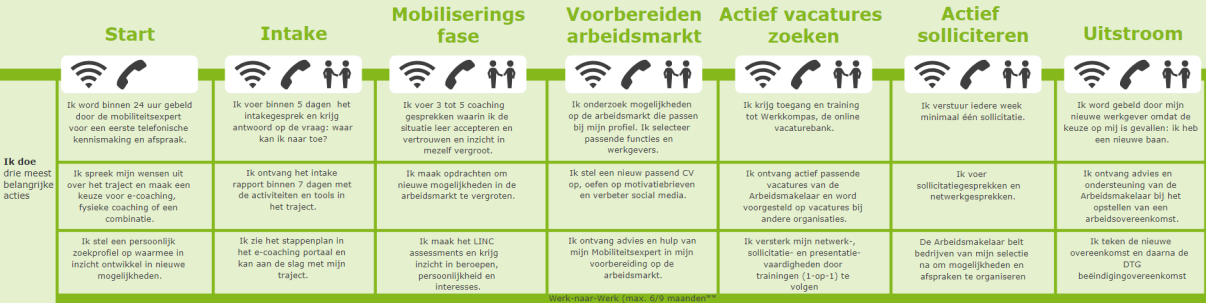 Start
Intake
Mobiliserings
fase
Voorbereiden
arbeidsmarkt
Actief vacatures
zoeken
Actief
solliciteren
Uitstroom
Ik doe
drie meest
belangrijke
acties
Ik word binnen 24 uur gebeld
door de mobiliteitsexpert
voor een eerste telefonische
kennismaking en afspraak.
Ik voer binnen 5 dagen het
intakegesprek en krijg
antwoord op de vraag: waar
kan ik naar toe?
Ik voer 3 tot 5 coaching
gesprekken waarin ik de
situatie leer accepteren en
vertrouwen en inzicht in
mezelf vergroot.
Ik onderzoek mogelijkheden
op de arbeidsmarkt die passen
bij mijn profiel. Ik selecteer
passende functies en
werkgevers.
Ik krijg toegang en training
tot Werkkompas, de online
vacaturebank.
Ik verstuur iedere week
minimaal één sollicitatie.
Ik word gebeld door mijn
nieuwe werkgever omdat de
keuze op mij is gevallen: ik heb
een nieuwe baan.
Ik spreek mijn wensen uit
over het traject en maak een
keuze voor e-coaching,
fysieke coaching of een
combinatie.
Ik ontvang het intake
rapport binnen 7 dagen met
de activiteiten en tools in
het traject.
Ik maak opdrachten om
nieuwe mogelijkheden in de
arbeidsmarkt te vergroten.
Ik stel een nieuw passend CV
op, oefen op motivatiebrieven
en verbeter social media.
Ik ontvang actief passende
vacatures van de
Arbeidsmakelaar en word
voorgesteld op vacatures bij
andere organisaties.
Ik voer
sollicitatiegesprekken en
netwerkgesprekken.
Ik ontvang advies en
ondersteuning van de
Arbeidsmakelaar bij het
opstellen van een
arbeidsovereenkomst.
Ik stel een persoonlijk
zoekprofiel op waarmee in
inzicht ontwikkel in nieuwe
mogelijkheden.
Ik zie het stappenplan in
het e-coaching portaal en
kan aan de slag met mijn
traject.
Ik maak het LINC
assessments en krijg
inzicht in beroepen,
persoonlijkheid en
interesses.
Ik ontvang advies en hulp van
mijn Mobiliteitsexpert in mijn
voorbereiding op de
arbeidsmarkt.
Ik versterk mijn netwerk-,
sollicitatie- en presentatie-
vaardigheden door
trainingen (1-op-1) te
volgen
De Arbeidsmakelaar belt
bedrijven van mijn selectie
na om mogelijkheden en
afspraken te organiseren
Ik teken de nieuwe
overeenkomst en daarna de
DTG
beëindigingovereenkomst
Werk-naar-Werk (max. 6/9 maanden**